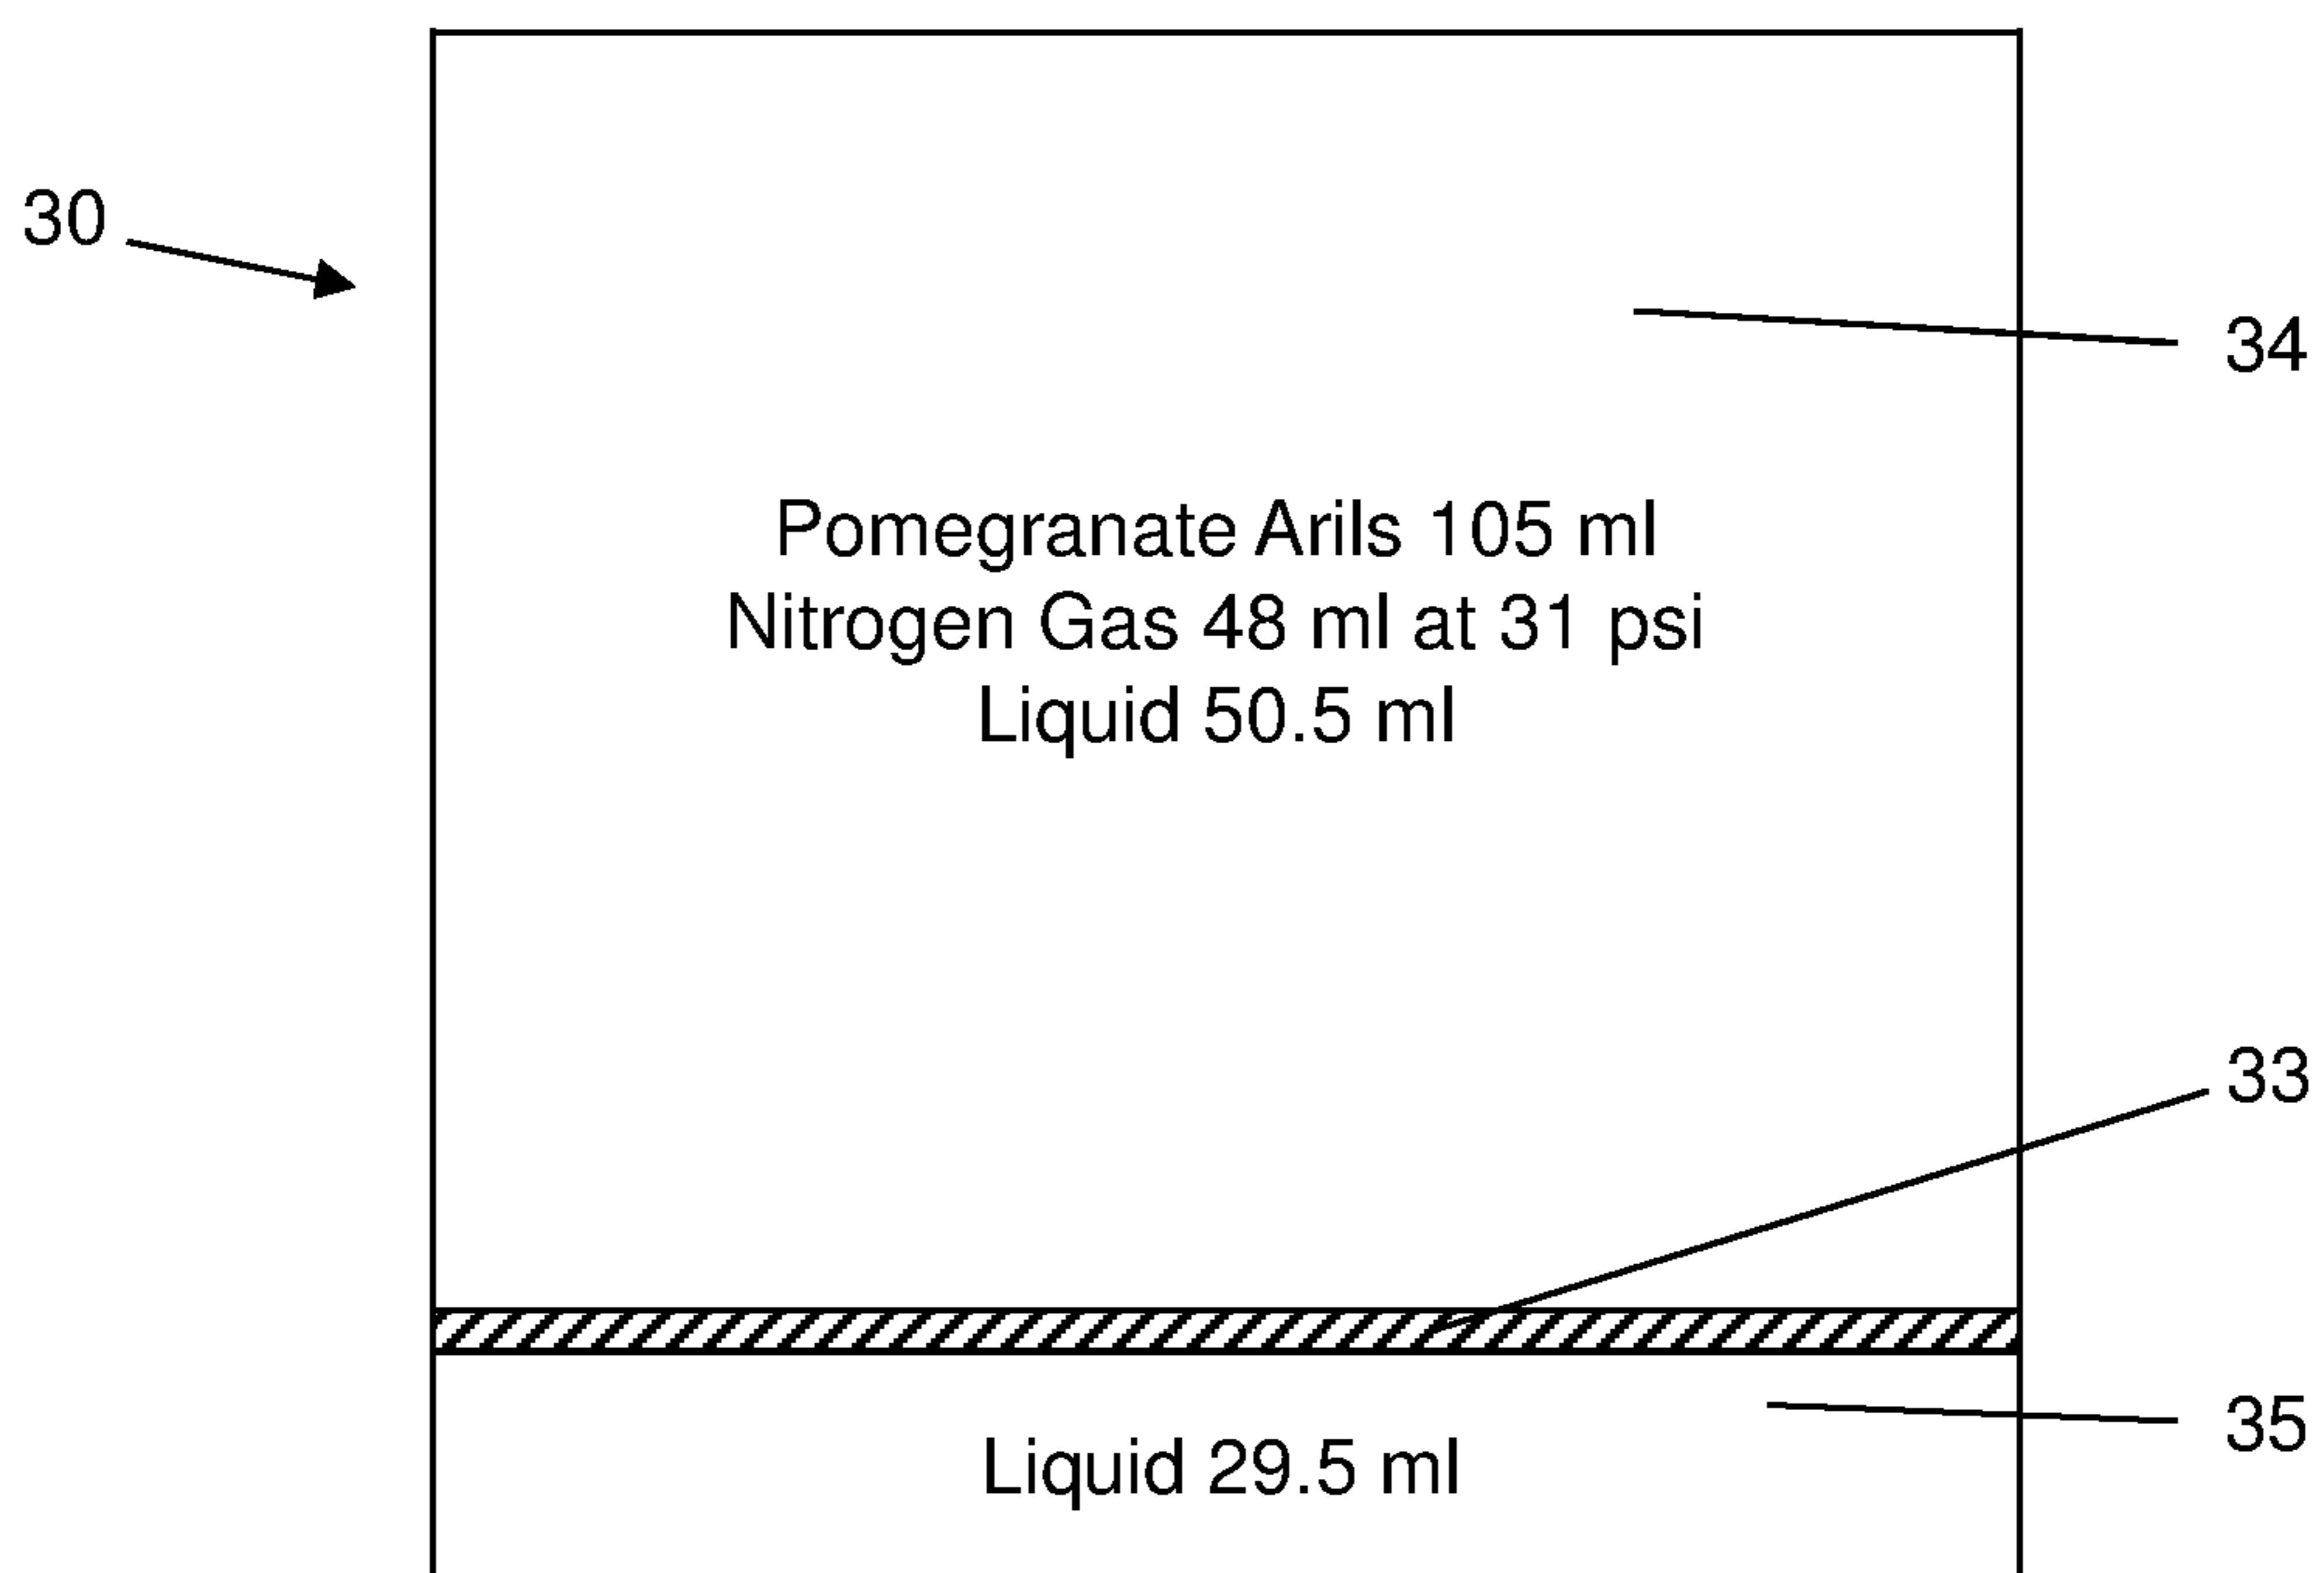 30
34
Pomegranate Arils 105 ml
Nitrogen Gas 48 ml at 31 psi
Liquid 50.5 ml
33
35
Liquid 29.5 ml